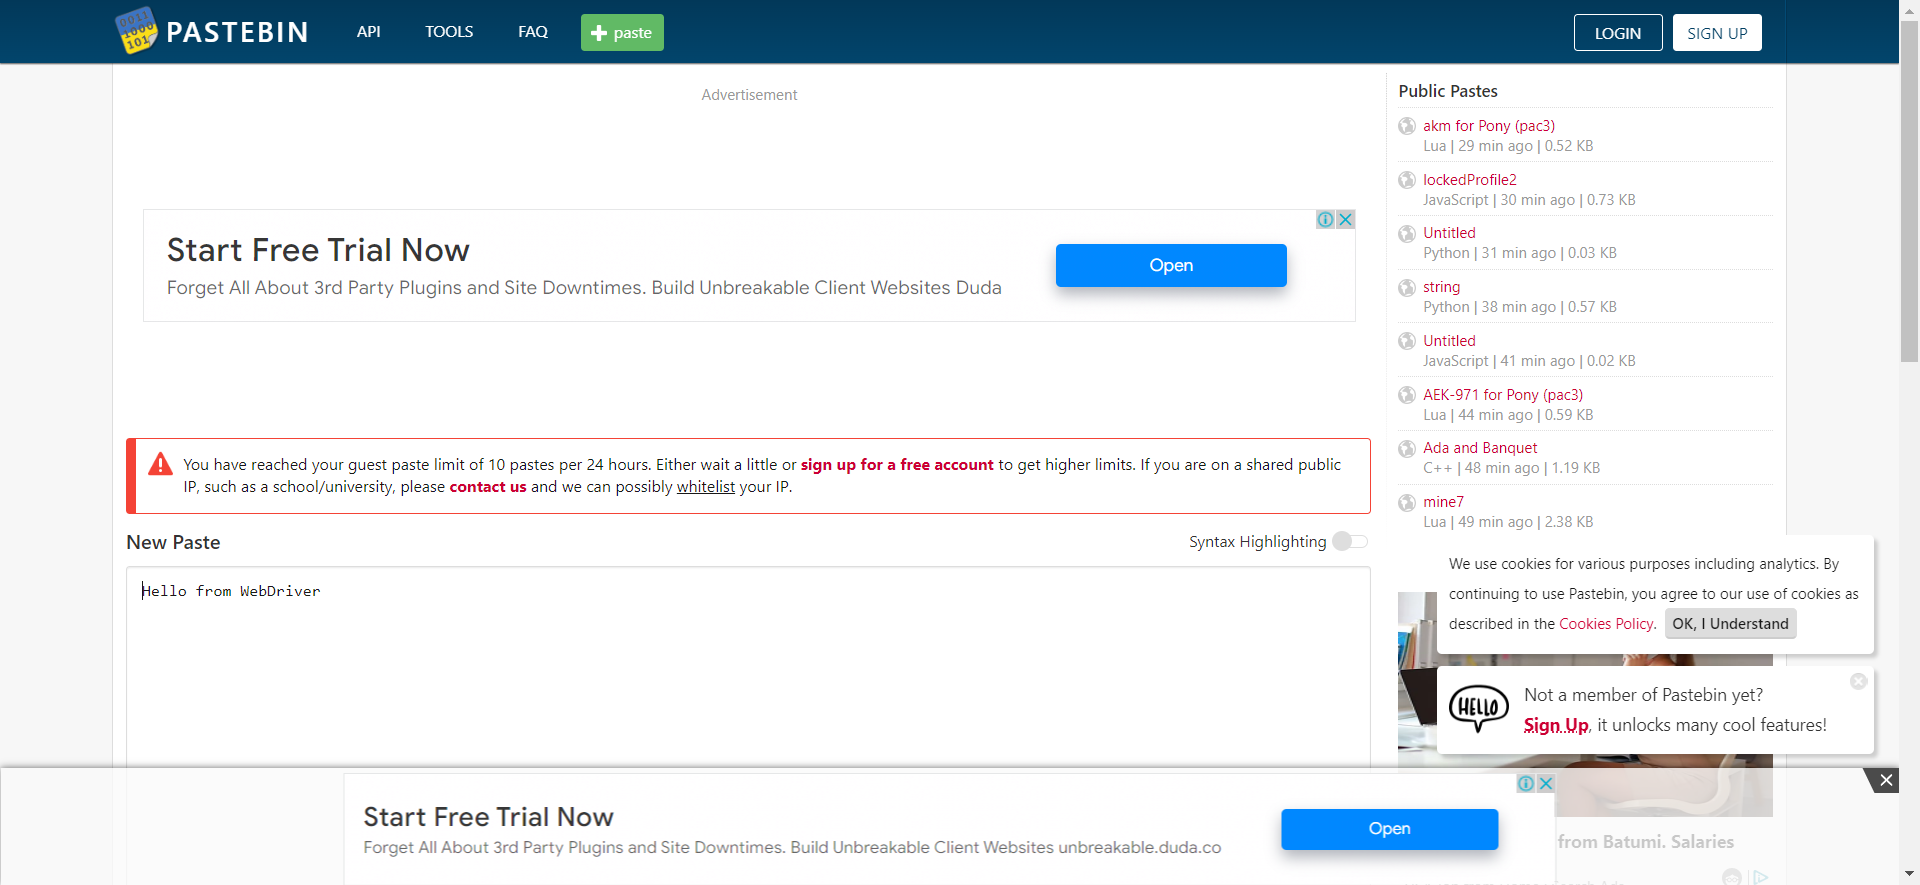 PASTEBIN
API
TOOLS
FAQ
paste
LOGIN
SIGN UP
Advertisement
Start Free Trial Now
Forget All About 3rd Party Plugins and Site Downtimes. Build Unbreakable Client Websites Duda
Open
You have reached your guest paste limit of 10 pastes per 24 hours. Either wait a little or sign up for a free account to get higher limits. If you are on a shared public
IP, such as a school/university, please contact us and we can possibly whitelist your IP.
New Paste
Syntax Highlighting
Hello from WebDriver
Public Pastes
akm for Pony (pac3)
Lua | 29 min ago | 0.52 KB
lockedProfile2
JavaScript | 30 min ago | 0.73 KB
Untitled
Python | 31 min ago | 0.03 KB
string
Python | 38 min ago | 0.57 KB
Untitled
JavaScript | 41 min ago | 0.02 KB
AEK-971 for Pony (pac3)
Lua | 44 min ago | 0.59 KB
Ada and Banquet
C++ | 48 min ago | 1.19 KB
mine7
Lua | 49 min ago | 2.38 KB
We use cookies for various purposes including analytics. By
continuing to use Pastebin, you agree to our use of cookies as
described in the Cookies Policy. OK, I Understand
HELLO
Not a member of Pastebin yet?
Sign Up, it unlocks many cool features!
Start Free Trial Now
Forget All About 3rd Party Plugins and Site Downtimes. Build Unbreakable Client Websites unbreakable.duda.co
Open
from Batumi. Salaries